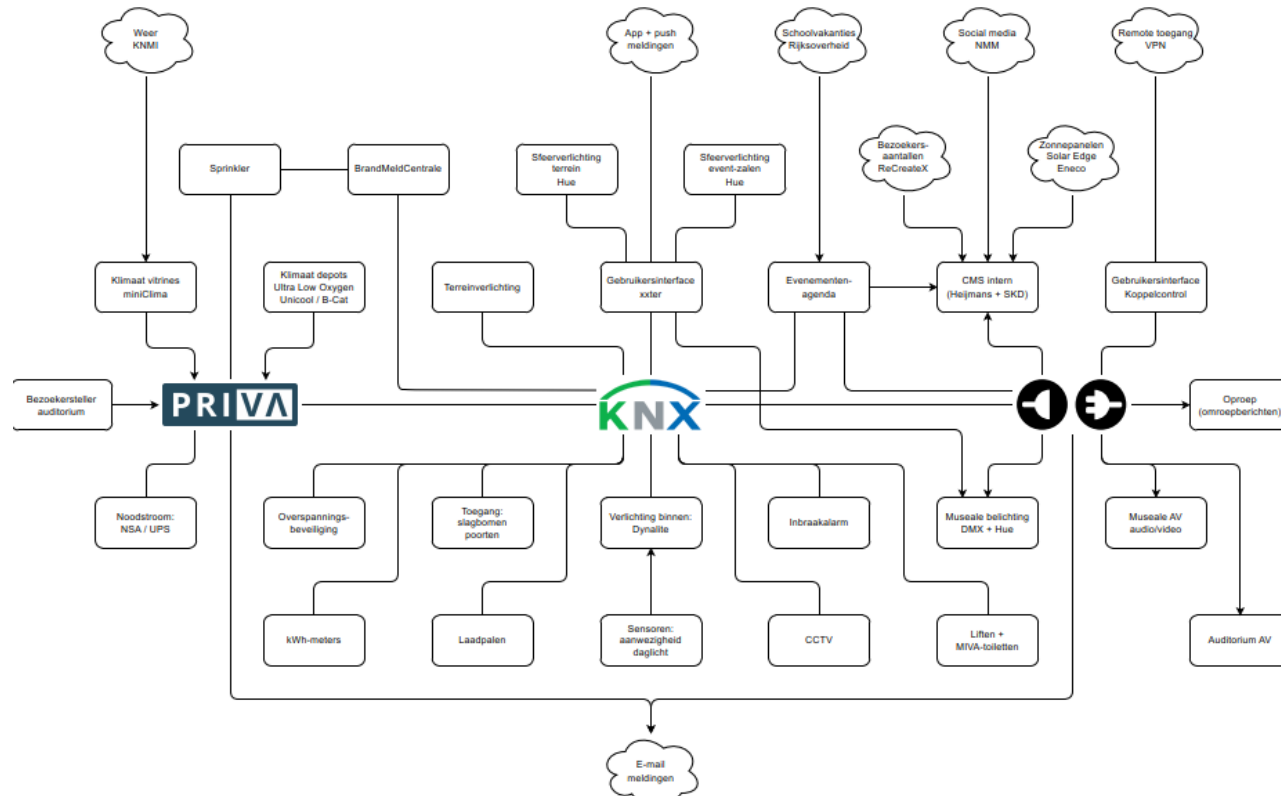 Weer
KNMI
App + push
meldingen
Schoolvakanties
Rijksoverheid
Social media
NMM
Remote toegang
VPN
Sprinkler
BrandMeldCentrale
Sfeerverlichting
terrein
Hue
Sfeerverlichting
event-zalen
Hue
Bezoekers-
aantallen
ReCreateX
Zonnepanelen
Solar Edge
Eneco
Klimaat vitrines
miniClima
Klimaat depots
Ultra Low Oxygen
Unicool / B-Cat
Terreinverlichting
Gebruikersinterface
xxter
Evenementen-
agenda
CMS intern
(Heijmans + SKD)
Gebruikersinterface
Koppelcontrol
Bezoekersteller
auditorium
PRIVA
KNX
Oproep
(omroepberichten)
Noodstroom:
NSA / UPS
Overspannings-
beveiliging
Toegang:
slagbomen
poorten
Verlichting binnen:
Dynalite
Inbraakalarm
Museale belichting
DMX + Hue
Museale AV
audio/video
kWh-meters
Laadpalen
Sensoren:
aanwezigheid
daglicht
CCTV
Liften +
MIVA-toiletten
Auditorium AV
E-mail
meldingen